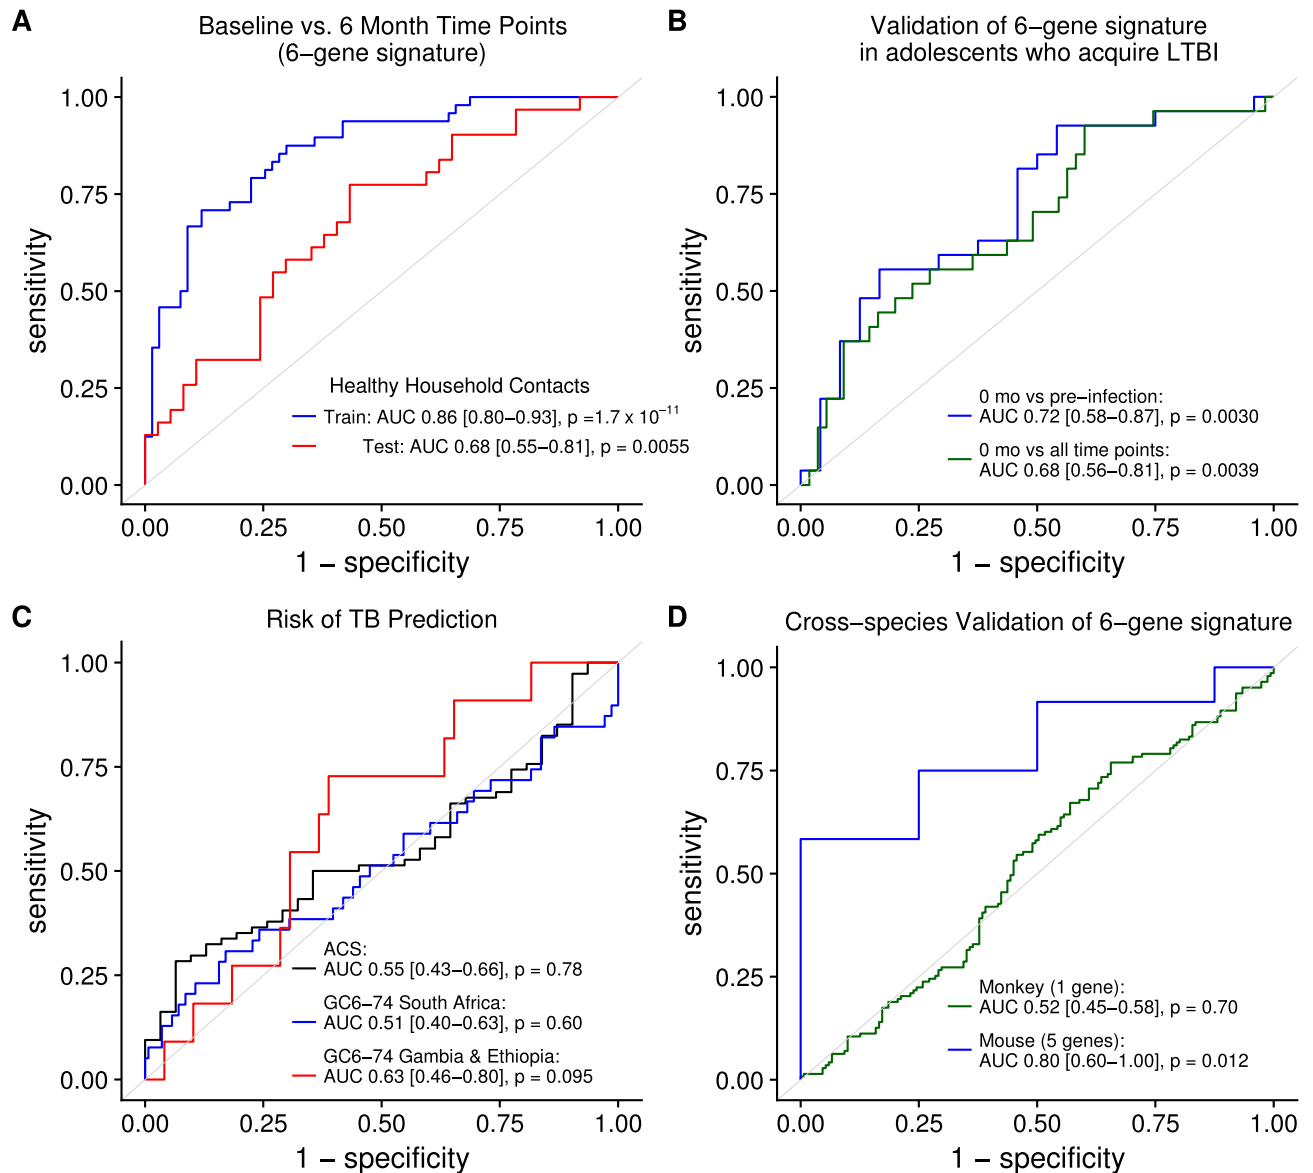 A
Baseline vs. 6 Month Time Points
(6−gene signature)
1.00
0.75
0.50
0.25
0.00
sensitivity
Healthy Household Contacts
Train: AUC 0.86 [0.80−0.93], p =1.7 x 10⁻¹¹
Test: AUC 0.68 [0.55−0.81], p = 0.0055
0.00 0.25 0.50 0.75 1.00
1 − specificity
B
Validation of 6−gene signature
in adolescents who acquire LTBI
1.00
0.75
0.50
0.25
0.00
sensitivity
0 mo vs pre−infection:
AUC 0.72 [0.58−0.87], p = 0.0030
0 mo vs all time points:
AUC 0.68 [0.56−0.81], p = 0.0039
0.00 0.25 0.50 0.75 1.00
1 − specificity
C
Risk of TB Prediction
1.00
0.75
0.50
0.25
0.00
sensitivity
ACS:
AUC 0.55 [0.43−0.66], p = 0.78
GC6−74 South Africa:
AUC 0.51 [0.40−0.63], p = 0.60
GC6−74 Gambia & Ethiopia:
AUC 0.63 [0.46−0.80], p = 0.095
0.00 0.25 0.50 0.75 1.00
1 − specificity
D
Cross−species Validation of 6−gene signature
1.00
0.75
0.50
0.25
0.00
sensitivity
Monkey (1 gene):
AUC 0.52 [0.45−0.58], p = 0.70
Mouse (5 genes):
AUC 0.80 [0.60−1.00], p = 0.012
0.00 0.25 0.50 0.75 1.00
1 − specificity